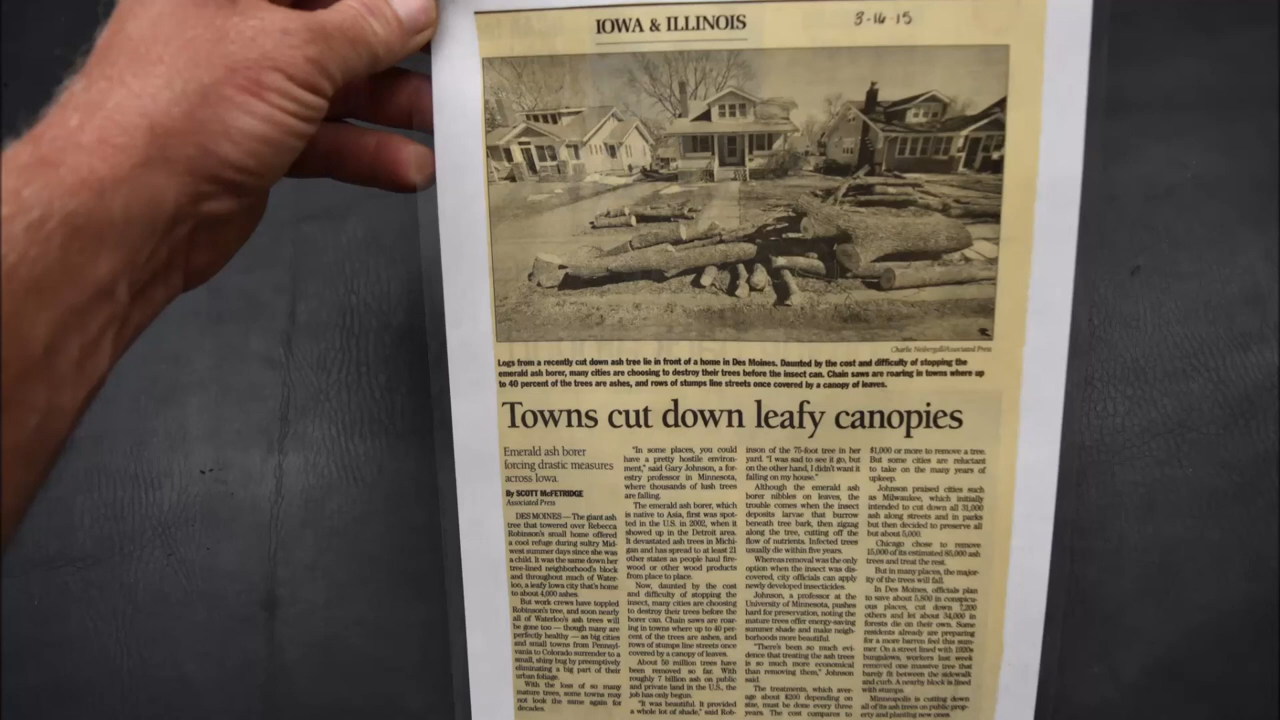 IOWA & ILLINOIS
3-16-15
Charlie Neibergall/Associated Press
Logs from a recently cut down ash tree lie in front of a home in Des Moines. Daunted by the cost and difficulty of stopping the
emerald ash borer, many cities are choosing to destroy their trees before the insect can. Chain saws are roaring in towns where up
to 40 percent of the trees are ashes, and rows of stumps line streets once covered by a canopy of leaves.
Towns cut down leafy canopies
Emerald ash borer
forcing drastic measures
across Iowa.
By SCOTT McFETRIDGE
Associated Press
DES MOINES — The giant ash
tree that towered over Rebecca
Robinson's small home offered
a cool refuge during sultry Mid-
west summer days since she was
a child. It was the same down her
tree-lined neighborhood's block
and throughout much of Water-
loo, a leafy Iowa city that's home
to about 4,000 ashes.
But work crews have toppled
Robinson's tree, and soon nearly
all of Waterloo's ash trees will
be gone too — though many are
perfectly healthy — as big cities
and small towns from Pennsyl-
vania to Colorado surrender to a
small, shiny bug by preemptively
eliminating a big part of their
urban foliage.
With the loss of so many
mature trees, some towns may
not look the same again for
decades.
"In some places, you could
have a pretty hostile environ-
ment," said Gary Johnson, a for-
estry professor in Minnesota,
where thousands of lush trees
are falling.
The emerald ash borer, which
is native to Asia, first was spot-
ted in the U.S. in 2002, when it
showed up in the Detroit area.
It devastated ash trees in Michi-
gan and has spread to at least 21
other states as people haul fire-
wood or other wood products
from place to place.
Now, daunted by the cost
and difficulty of stopping the
insect, many cities are choosing
to destroy their trees before the
borer can. Chain saws are roar-
ing in towns where up to 40 per-
cent of the trees are ashes, and
rows of stumps line streets once
covered by a canopy of leaves.
About 50 million trees have
been removed so far. With
roughly 7 billion ash on public
and private land in the U.S., the
job has only begun.
"It was beautiful. It provided
a whole lot of shade," said Rob-
inson of the 75-foot tree in her
yard. "I was sad to see it go, but
on the other hand, I didn't want it
falling on my house."
Although the emerald ash
borer nibbles on leaves, the
trouble comes when the insect
deposits larvae that burrow
beneath tree bark, then zigzag
along the tree, cutting off the
flow of nutrients. Infected trees
usually die within five years.
Whereas removal was the only
option when the insect was dis-
covered, city officials can apply
newly developed insecticides.
Johnson, a professor at the
University of Minnesota, pushes
hard for preservation, noting the
mature trees offer energy-saving
summer shade and make neigh-
borhoods more beautiful.
"There's been so much evi-
dence that treating the ash trees
is so much more economical
than removing them," Johnson
said.
The treatments, which aver-
age about $200 depending on
size, must be done every three
years. The cost compares to
$1,000 or more to remove a tree.
But some cities are reluctant
to take on the many years of
upkeep.
Johnson praised cities such
as Milwaukee, which initially
intended to cut down all 31,000
ash along streets and in parks
but then decided to preserve all
but about 5,000.
Chicago chose to remove
15,000 of its estimated 85,000 ash
trees and treat the rest.
But in many places, the major-
ity of the trees will fall.
In Des Moines, officials plan
to save about 5,800 in conspicu-
ous places, cut down 7,200
others and let about 34,000 in
forests die on their own. Some
residents already are preparing
for a more barren feel this sum-
mer. On a street lined with 1920s
bungalows, workers last week
removed one massive tree that
barely fit between the sidewalk
and curb. A nearby block is lined
with stumps.
Minneapolis is cutting down
all of its ash trees on public prop-
erty and planting new ones.